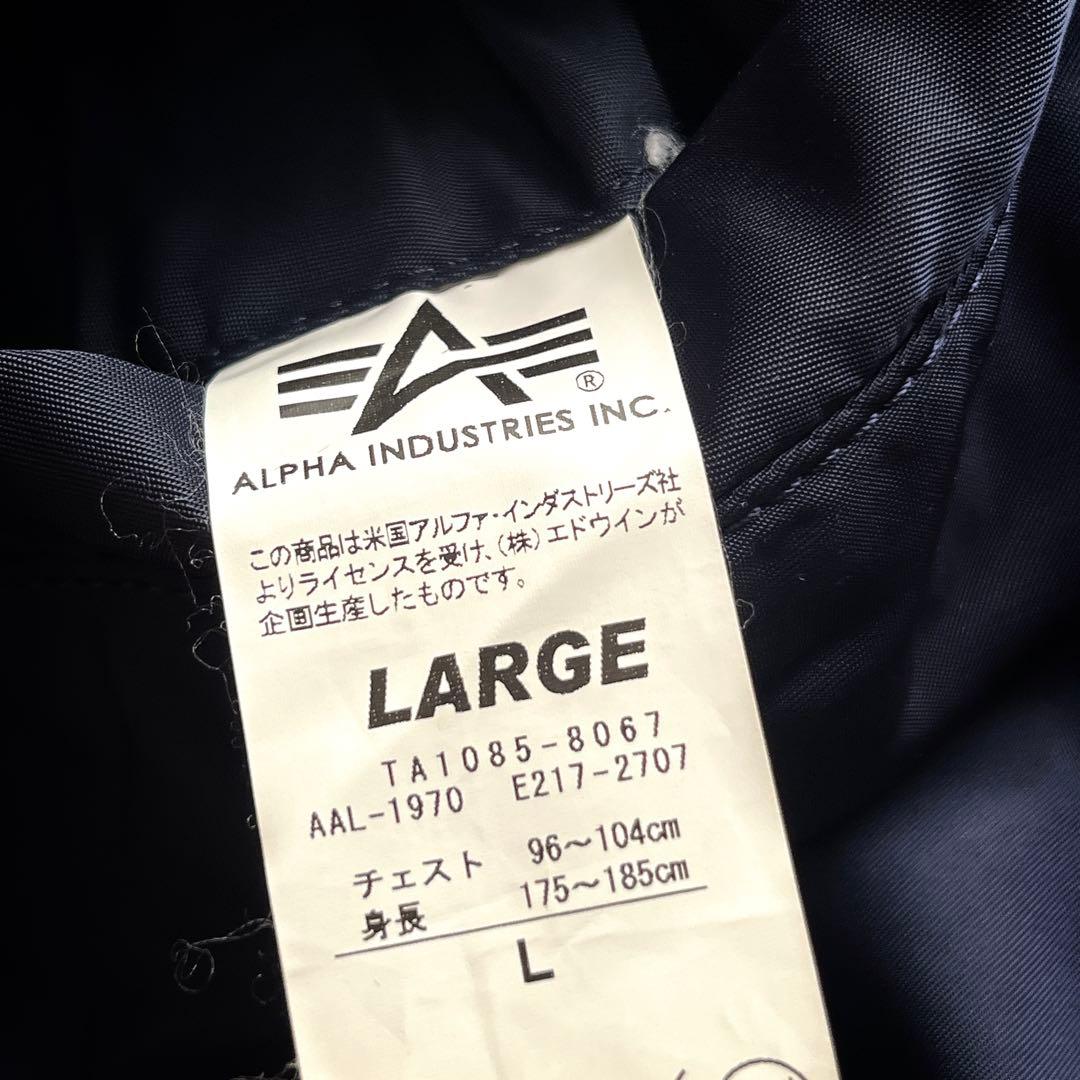 ®
ALPHA INDUSTRIES INC.
この商品は米国アルファ・インダストリーズ社
よりライセンスを受け、(株)エドウインが
企画生産したものです。
LARGE
TA1085-8067
AAL-1970 E217-2707
チェスト 96～104cm
身長 175～185cm
L